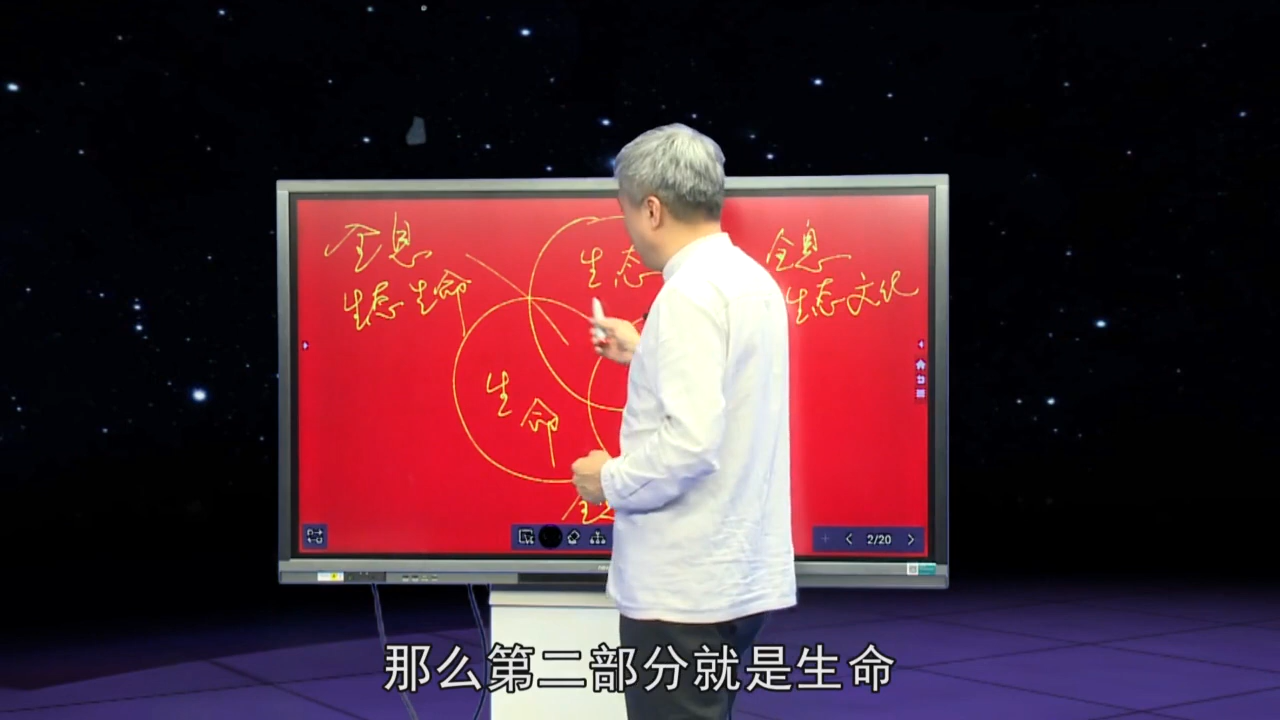 全息
生态生命
生态
全息
生态文化
生
命
全
2/20
那么第二部分就是生命